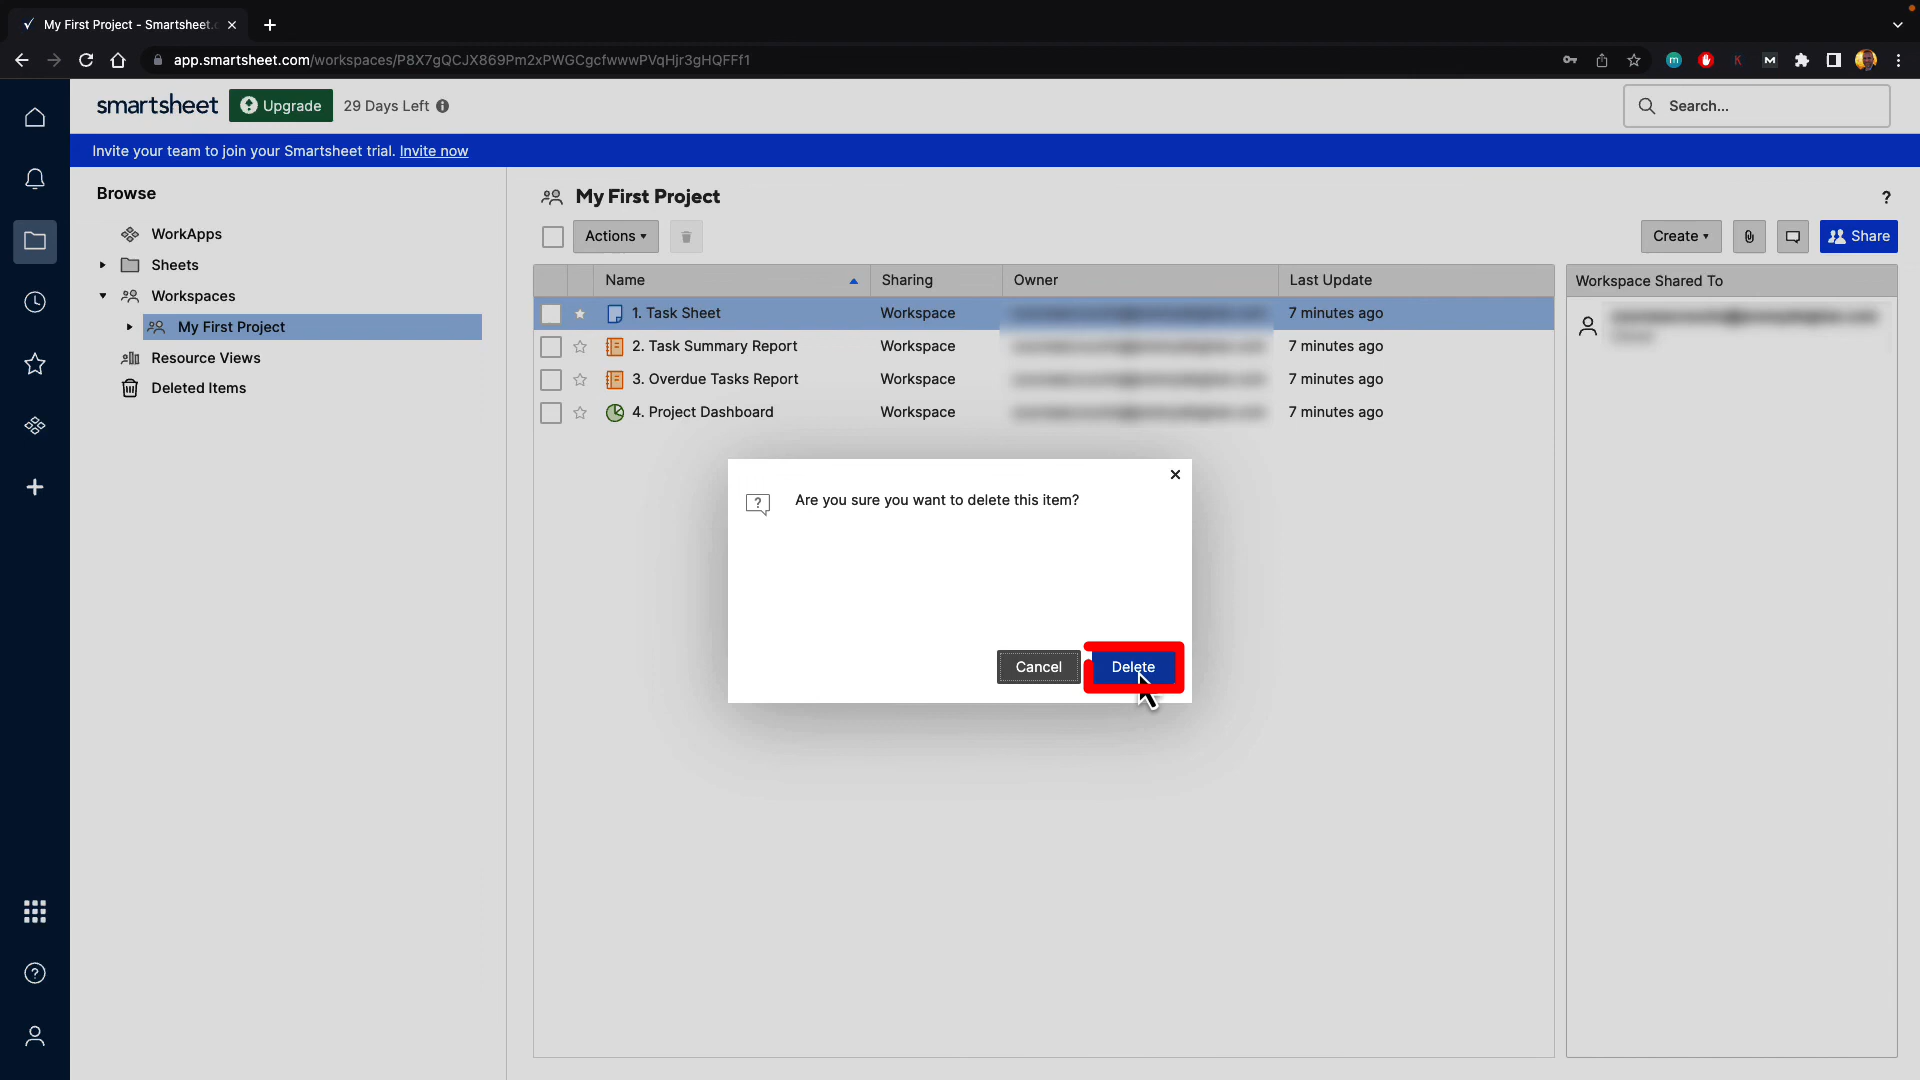 My First Project - Smartsheet.c
app.smartsheet.com/workspaces/P8X7gQCJX869Pm2xPWGCgcfwwwPVqHjr3gHQFFf1
smartsheet Upgrade 29 Days Left
Search...
Invite your team to join your Smartsheet trial. Invite now
Browse
WorkApps
Sheets
Workspaces
My First Project
Resource Views
Deleted Items
My First Project
?
Actions
Create
Share
Name Sharing Owner Last Update
1. Task Sheet Workspace 7 minutes ago
2. Task Summary Report Workspace 7 minutes ago
3. Overdue Tasks Report Workspace 7 minutes ago
4. Project Dashboard Workspace 7 minutes ago
Workspace Shared To
Are you sure you want to delete this item?
Cancel Delete